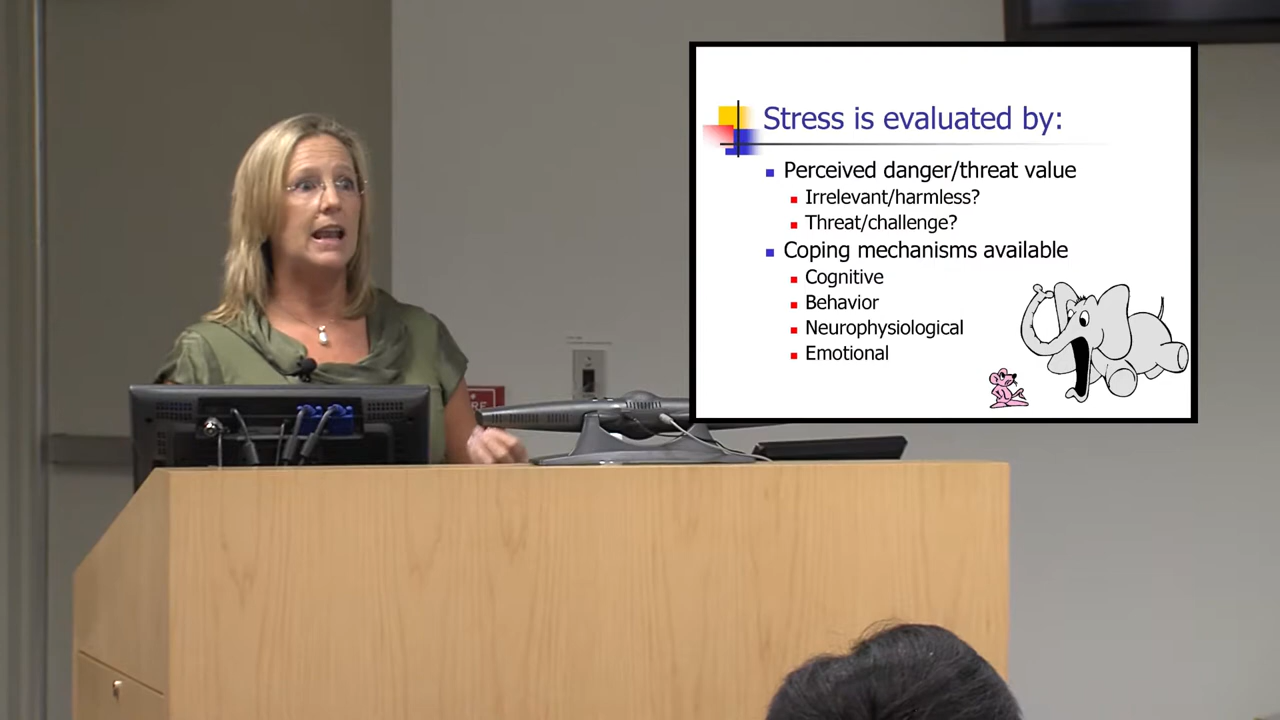 Stress is evaluated by:
Perceived danger/threat value
Irrelevant/harmless?
Threat/challenge?
Coping mechanisms available
Cognitive
Behavior
Neurophysiological
Emotional